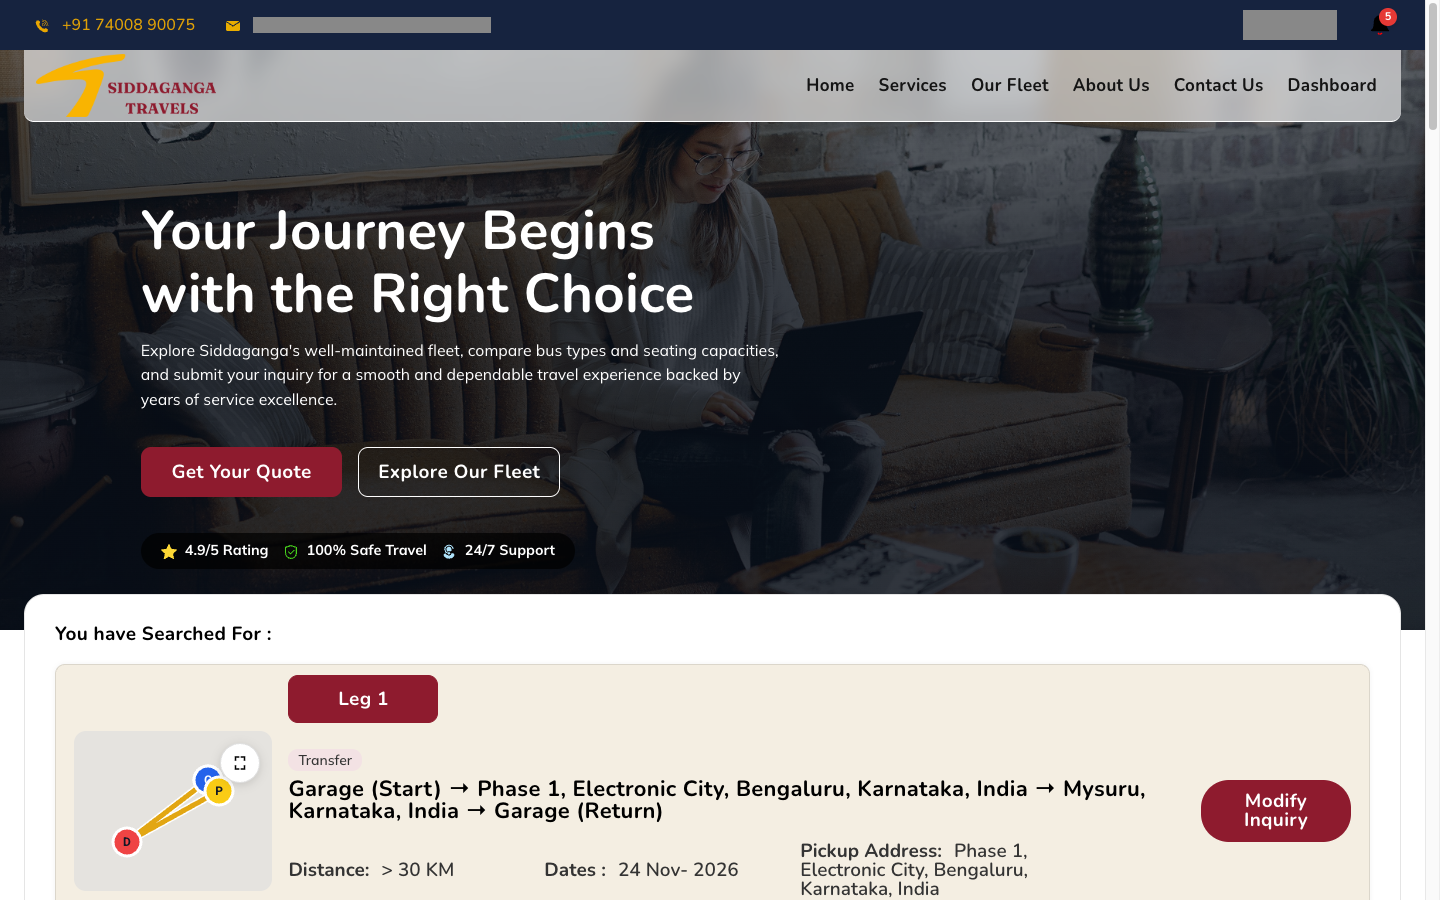 +91 74008 90075
5
SIDDAGANGA
TRAVELS
Home Services Our Fleet About Us Contact Us Dashboard
Your Journey Begins
with the Right Choice
Explore Siddaganga's well-maintained fleet, compare bus types and seating capacities,
and submit your inquiry for a smooth and dependable travel experience backed by
years of service excellence.
Get Your Quote Explore Our Fleet
4.9/5 Rating 100% Safe Travel 24/7 Support
You have Searched For :
Leg 1
P
D
Transfer
Garage (Start) → Phase 1, Electronic City, Bengaluru, Karnataka, India → Mysuru,
Karnataka, India → Garage (Return)
Modify
Inquiry
Distance: > 30 KM
Dates : 24 Nov- 2026
Pickup Address: Phase 1,
Electronic City, Bengaluru,
Karnataka, India